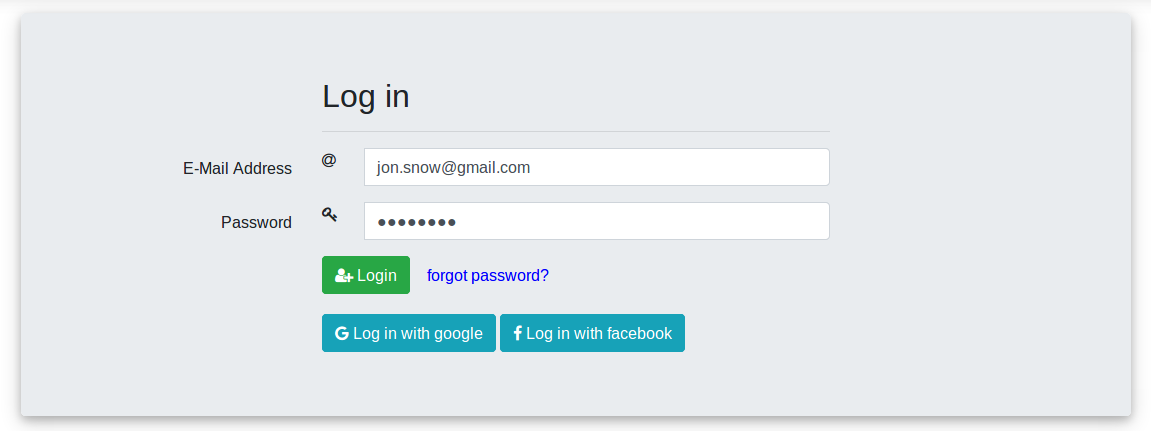 Log in
E-Mail Address @ jon.snow@gmail.com
Password ●●●●●●●●
Login forgot password?
G Log in with google f Log in with facebook